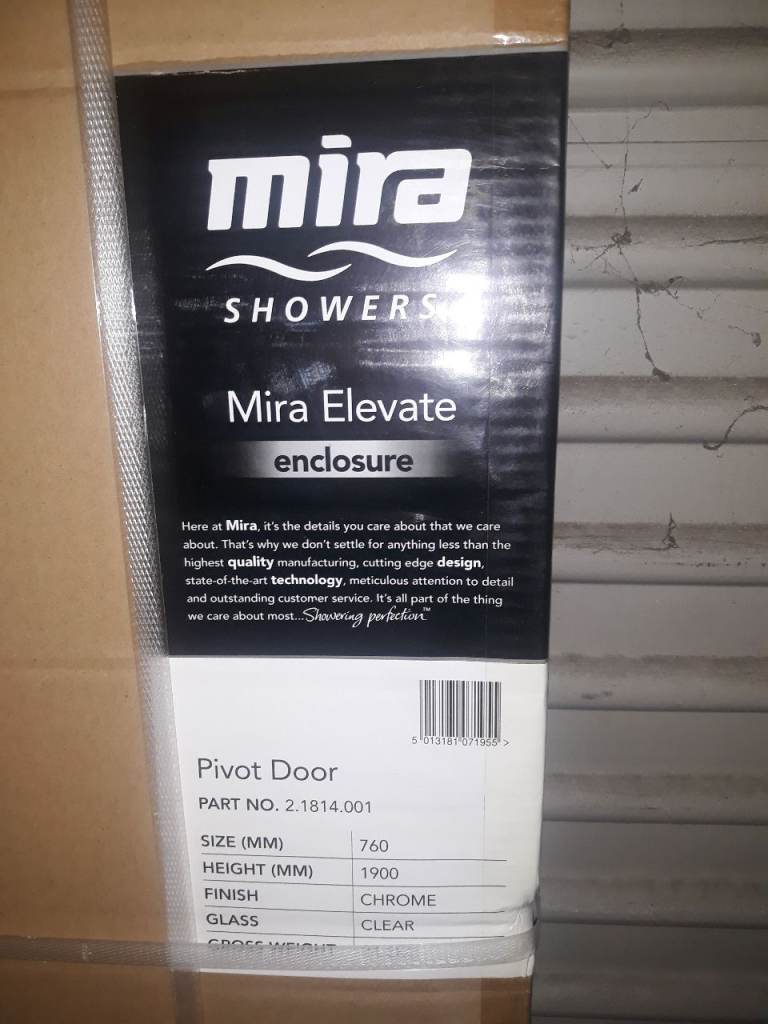 mira
SHOWERS
Mira Elevate
enclosure
Here at Mira, it's the details you care about that we care
about. That's why we don't settle for anything less than the
highest quality manufacturing, cutting edge design,
state-of-the-art technology, meticulous attention to detail
and outstanding customer service. It's all part of the thing
we care about most...Showering perfection™
5 013181 071955 >
Pivot Door
PART NO. 2.1814.001
SIZE (MM) 760
HEIGHT (MM) 1900
FINISH CHROME
GLASS CLEAR
GROSS WEIGHT